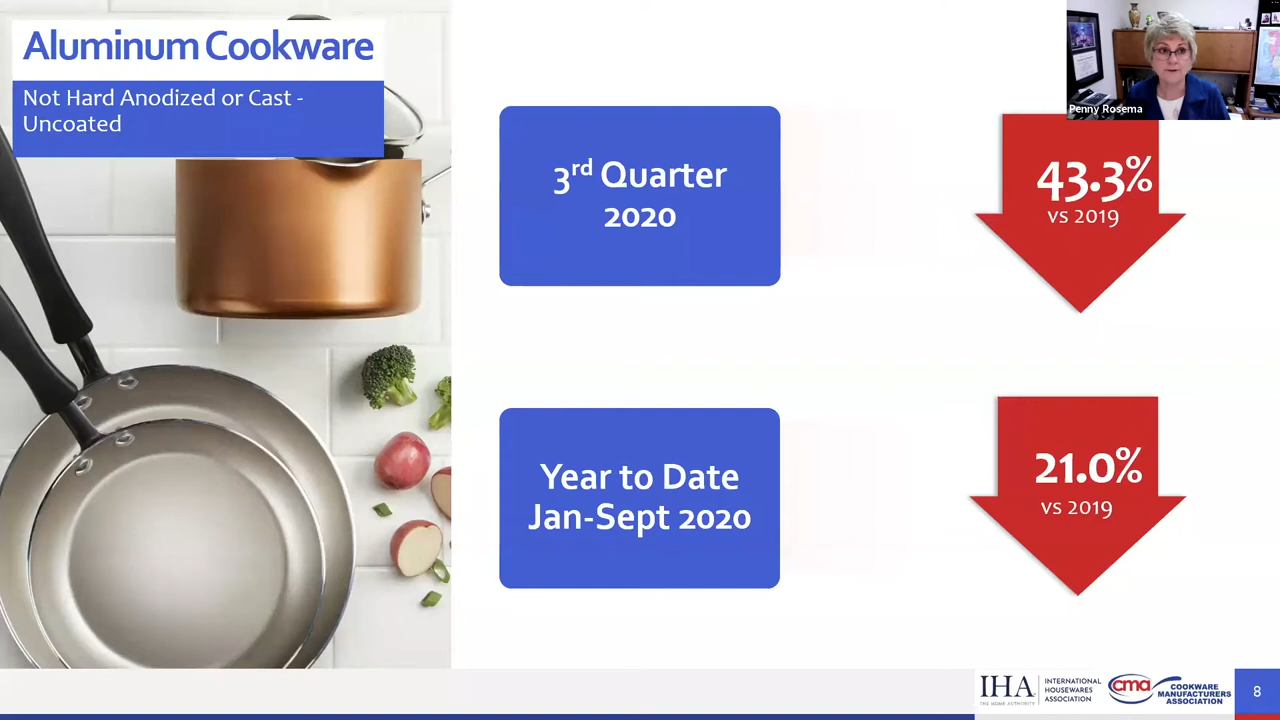 Aluminum Cookware
Not Hard Anodized or Cast -
Uncoated
3rd Quarter
2020
43.3%
vs 2019
Penny Rosema
Year to Date
Jan-Sept 2020
21.0%
vs 2019
IHA
THE HOME AUTHORITY
INTERNATIONAL
HOUSEWARES
ASSOCIATION
cma
COOKWARE
MANUFACTURERS
ASSOCIATION
8